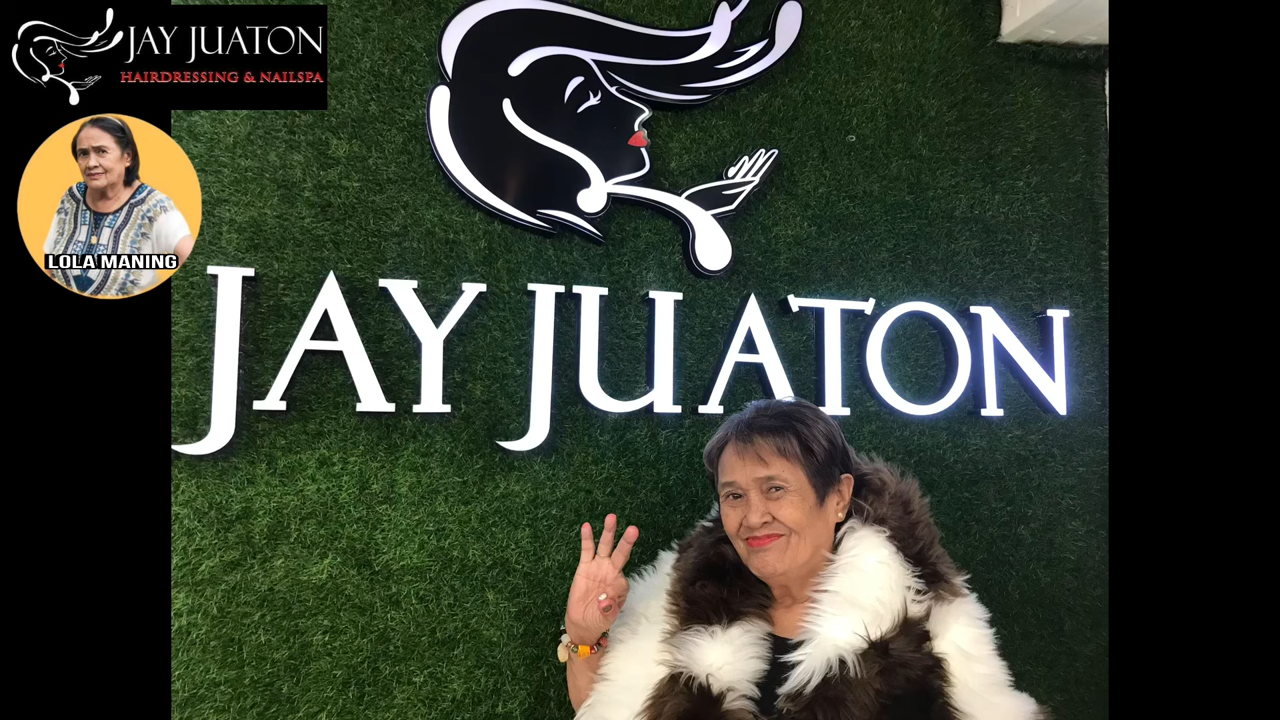 JAY JUATON
HAIRDRESSING & NAILSPA
LOLA MANING
JAY JUATON